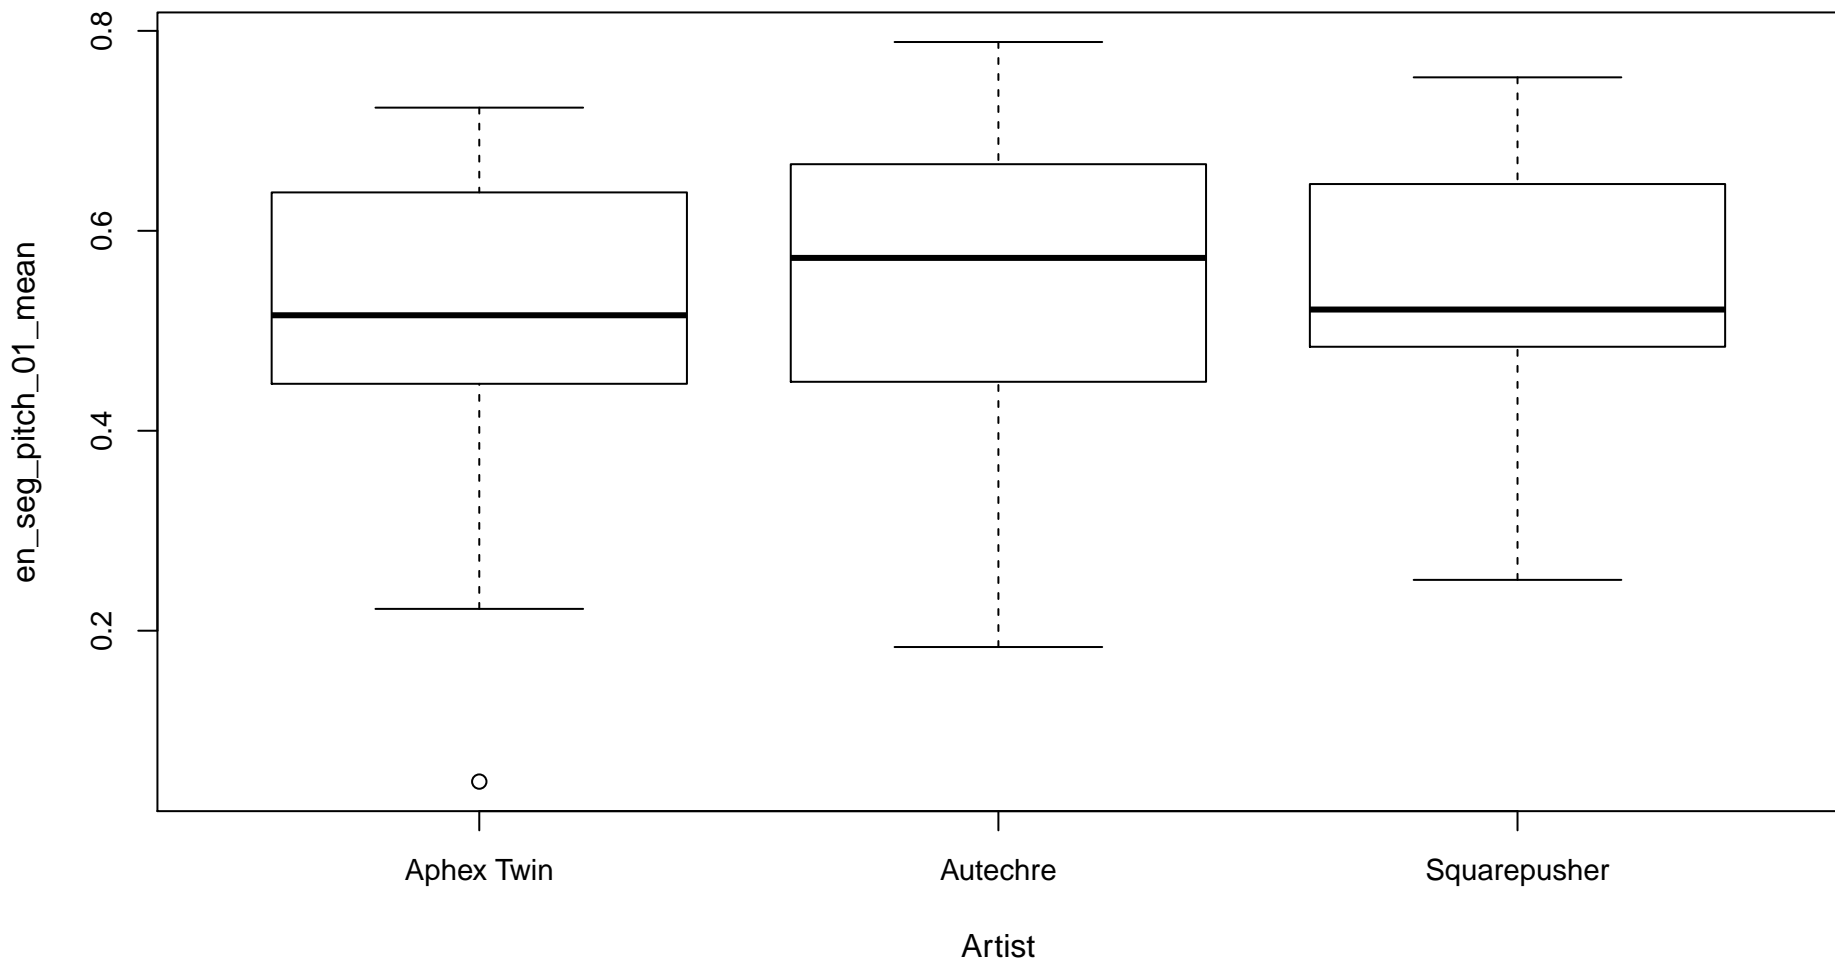 en_seg_pitch_01_mean
0.8
0.6
0.4
0.2
Aphex Twin
Autechre
Squarepusher
Artist